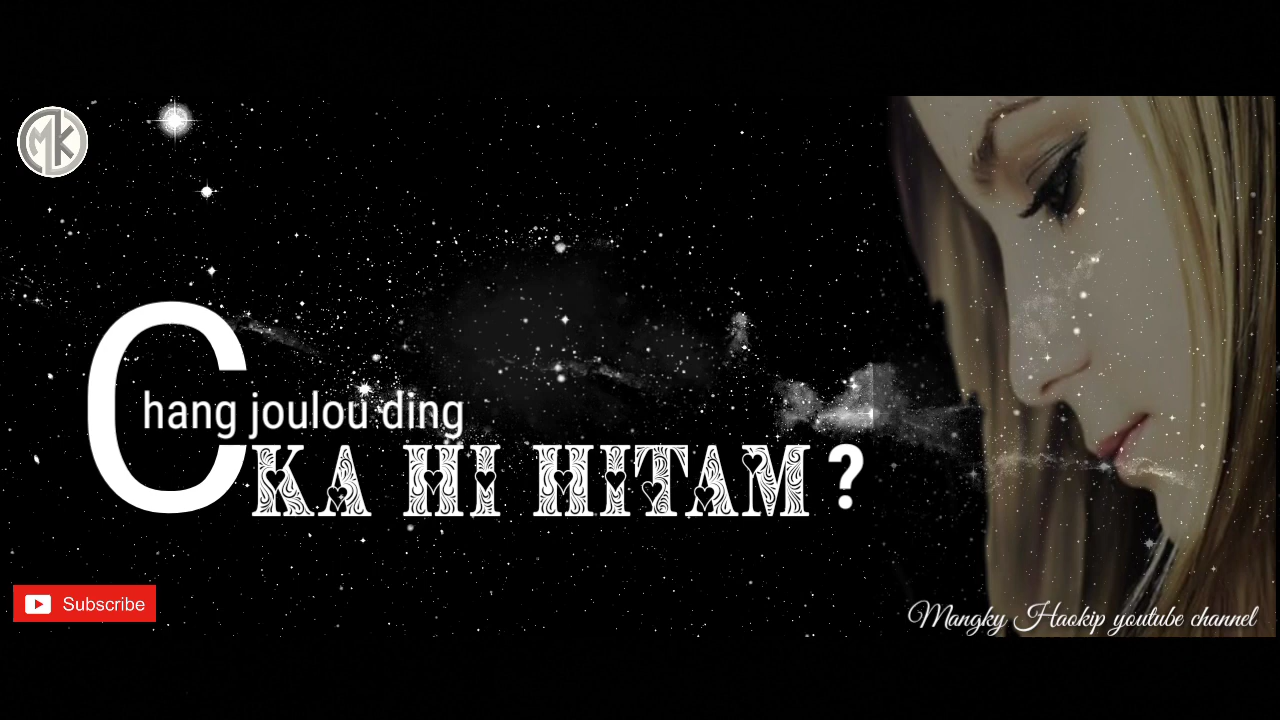 MK
Chang joulou ding
KA HI HITAM ?
Subscribe
Mangky Haokip youtube channel